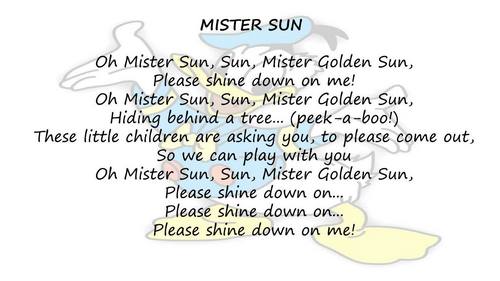 MISTER SUN
Oh Mister Sun, Sun, Mister Golden Sun,
Please shine down on me!
Oh Mister Sun, Sun, Mister Golden Sun,
Hiding behind a tree... (peek-a-boo!)
These little children are asking you, to please come out,
So we can play with you
Oh Mister Sun, Sun, Mister Golden Sun,
Please shine down on...
Please shine down on...
Please shine down on me!